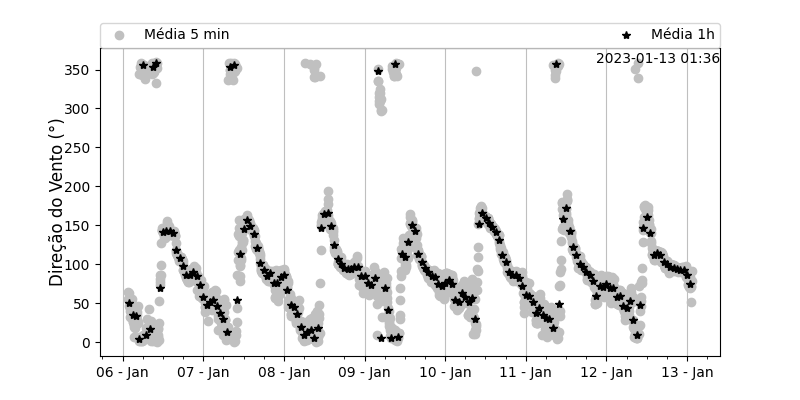 Média 5 min
Média 1h
2023-01-13 01:36
Direção do Vento (°)
350
300
250
200
150
100
50
0
06 - Jan
07 - Jan
08 - Jan
09 - Jan
10 - Jan
11 - Jan
12 - Jan
13 - Jan